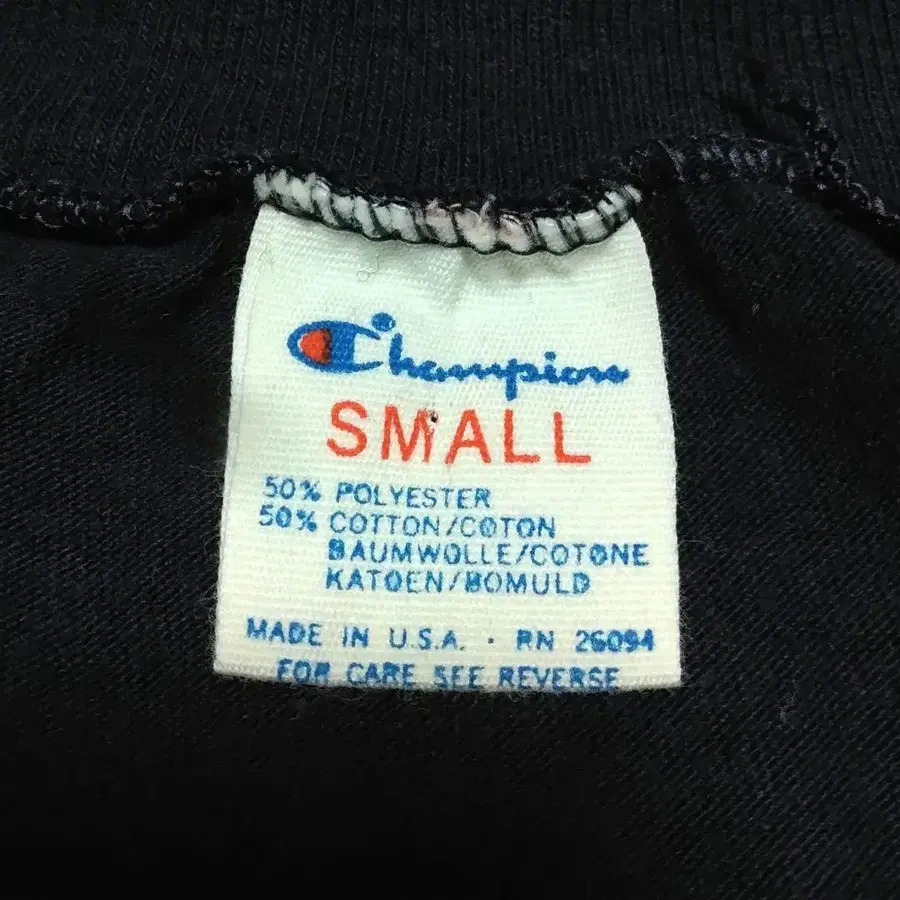 Champion
SMALL
50% POLYESTER
50% COTTON/COTON
BAUMWOLLE/COTONE
KATOEN/BOMULD
MADE IN U.S.A. · RN 26094
FOR CARE SEE REVERSE